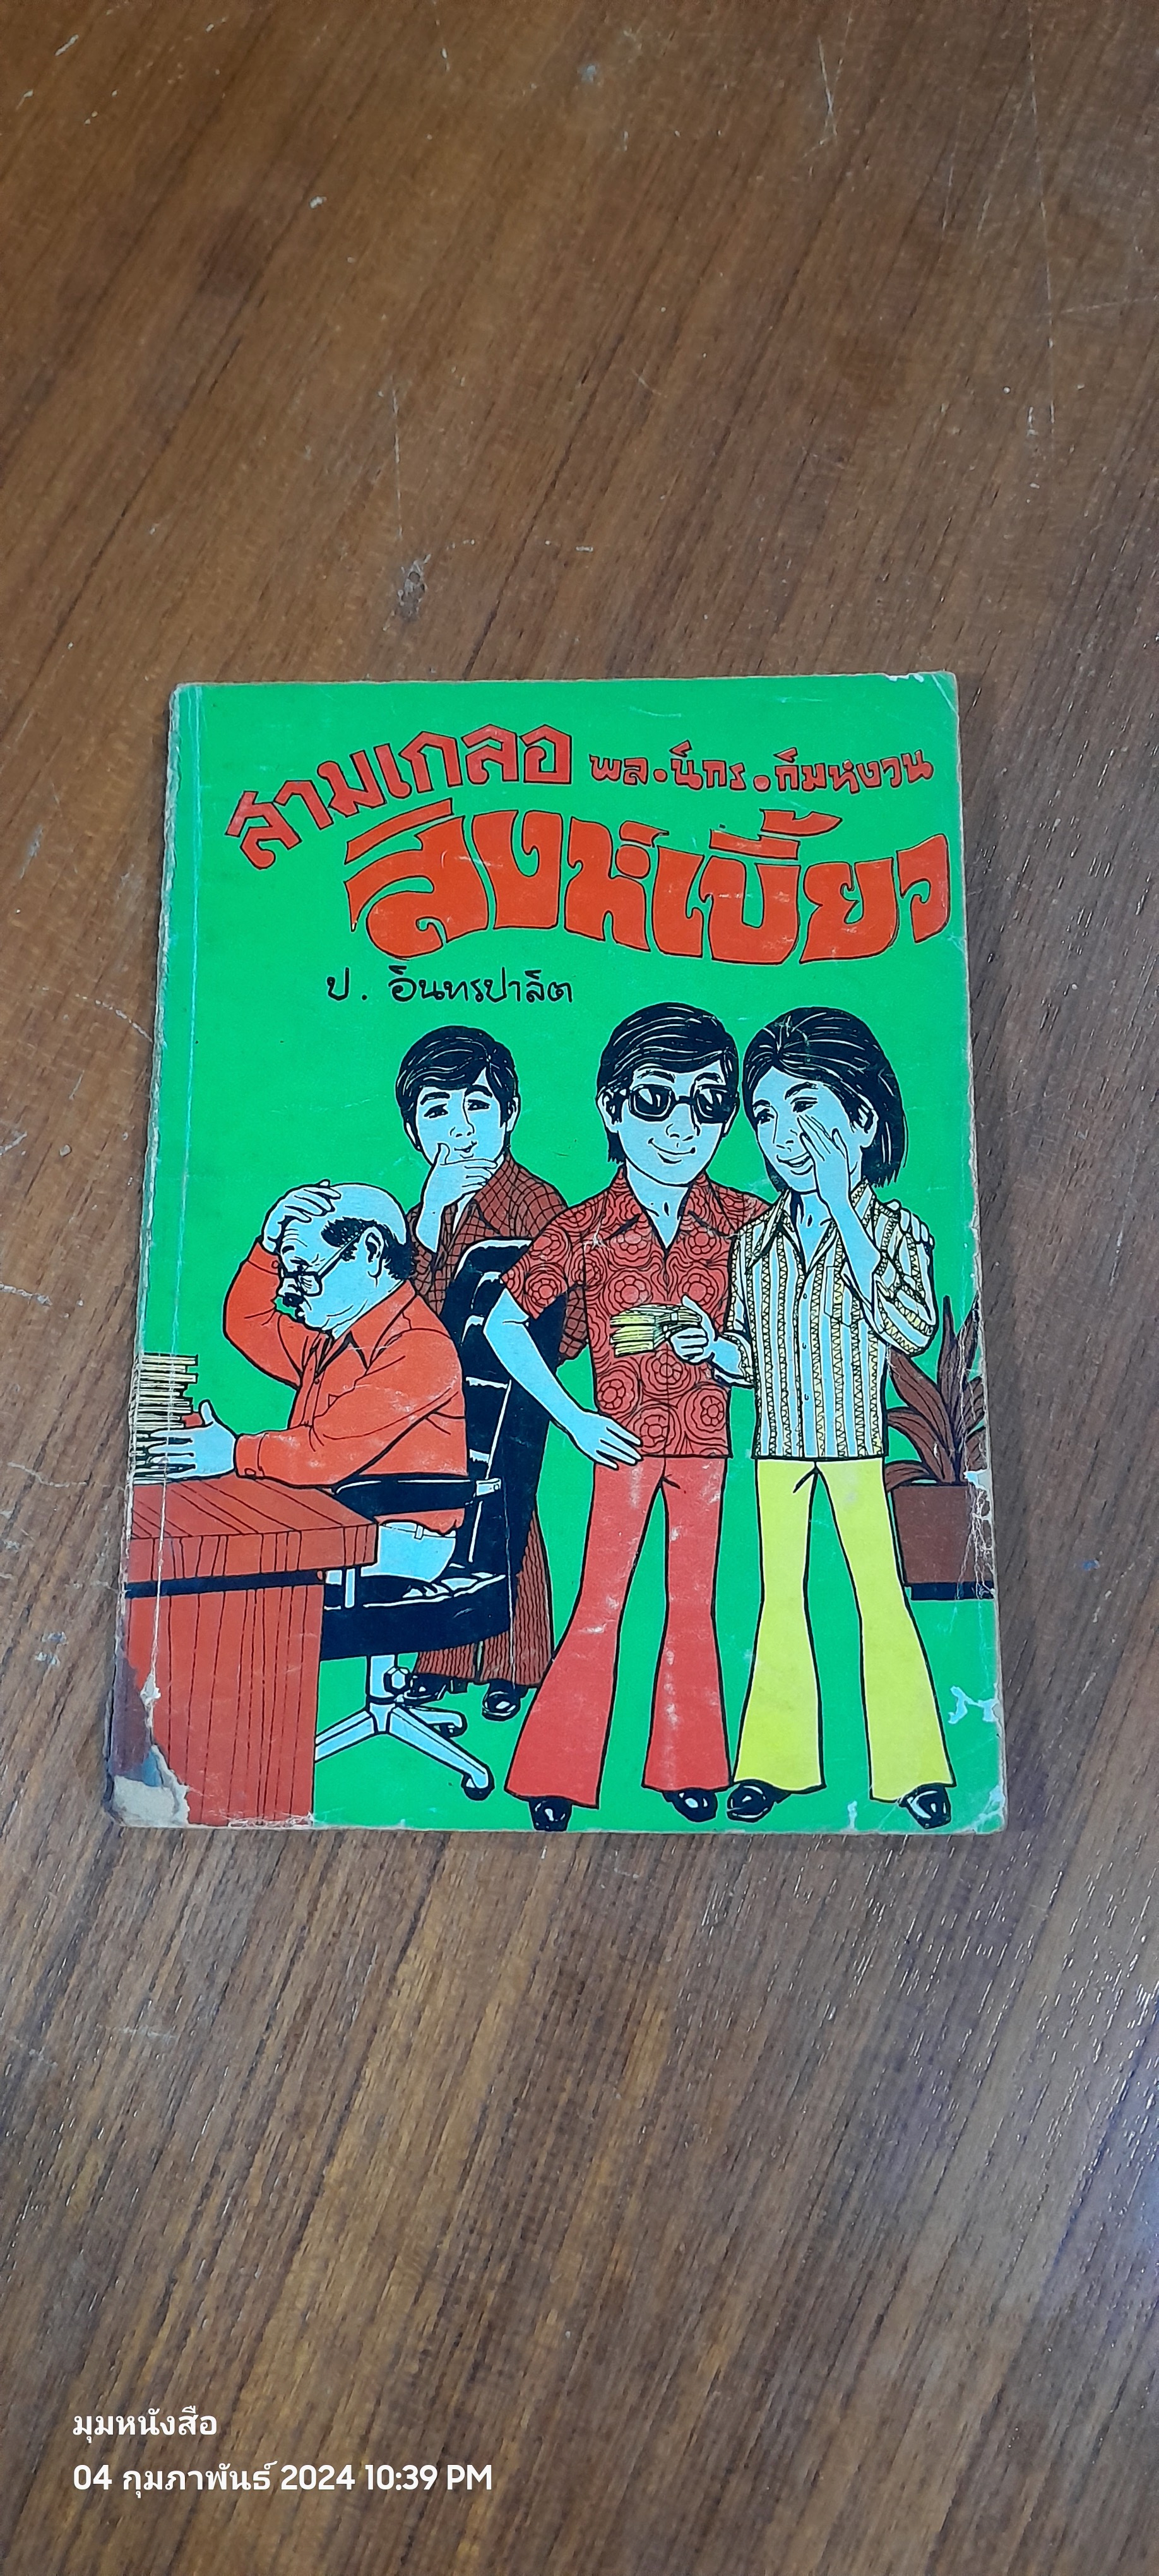 สามเกลอ พล.นิกร.กิมหงวน
สิงห์เบี้ยว
ป. อินทรปาลิต
มุมหนังสือ
04 กุมภาพันธ์ 2024 10:39 PM